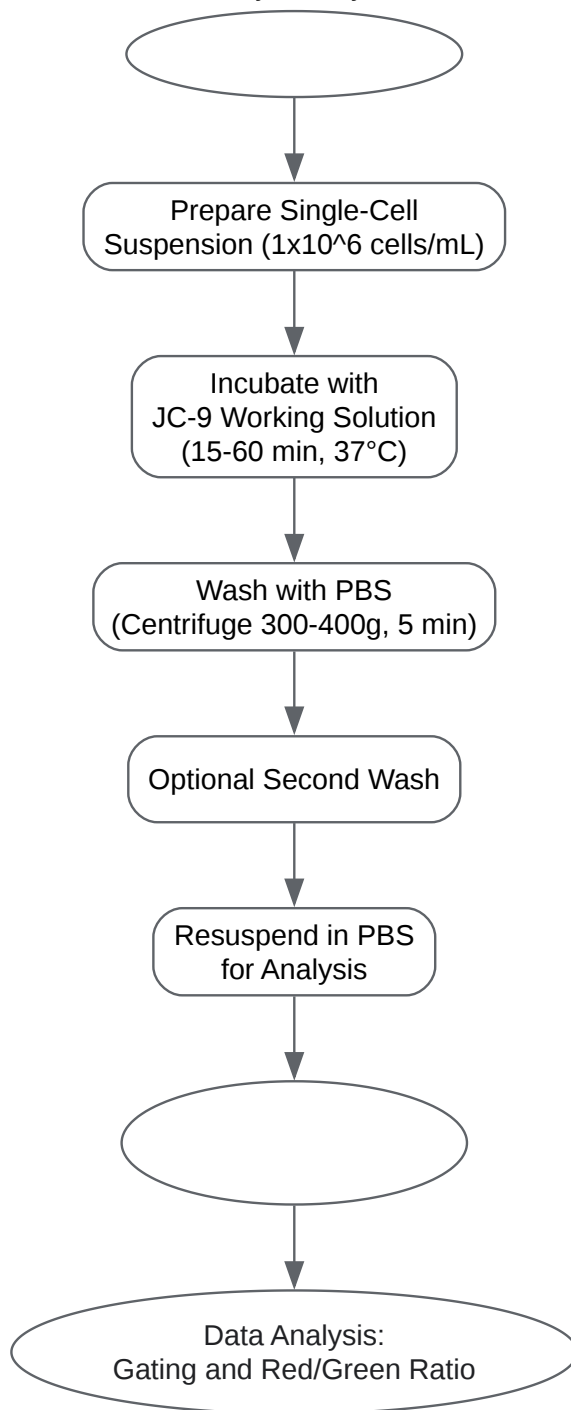 Prepare Single-Cell
Suspension (1x10^6 cells/mL)
Incubate with
JC-9 Working Solution
(15-60 min, 37°C)
Wash with PBS
(Centrifuge 300-400g, 5 min)
Optional Second Wash
Resuspend in PBS
for Analysis
Data Analysis:
Gating and Red/Green Ratio